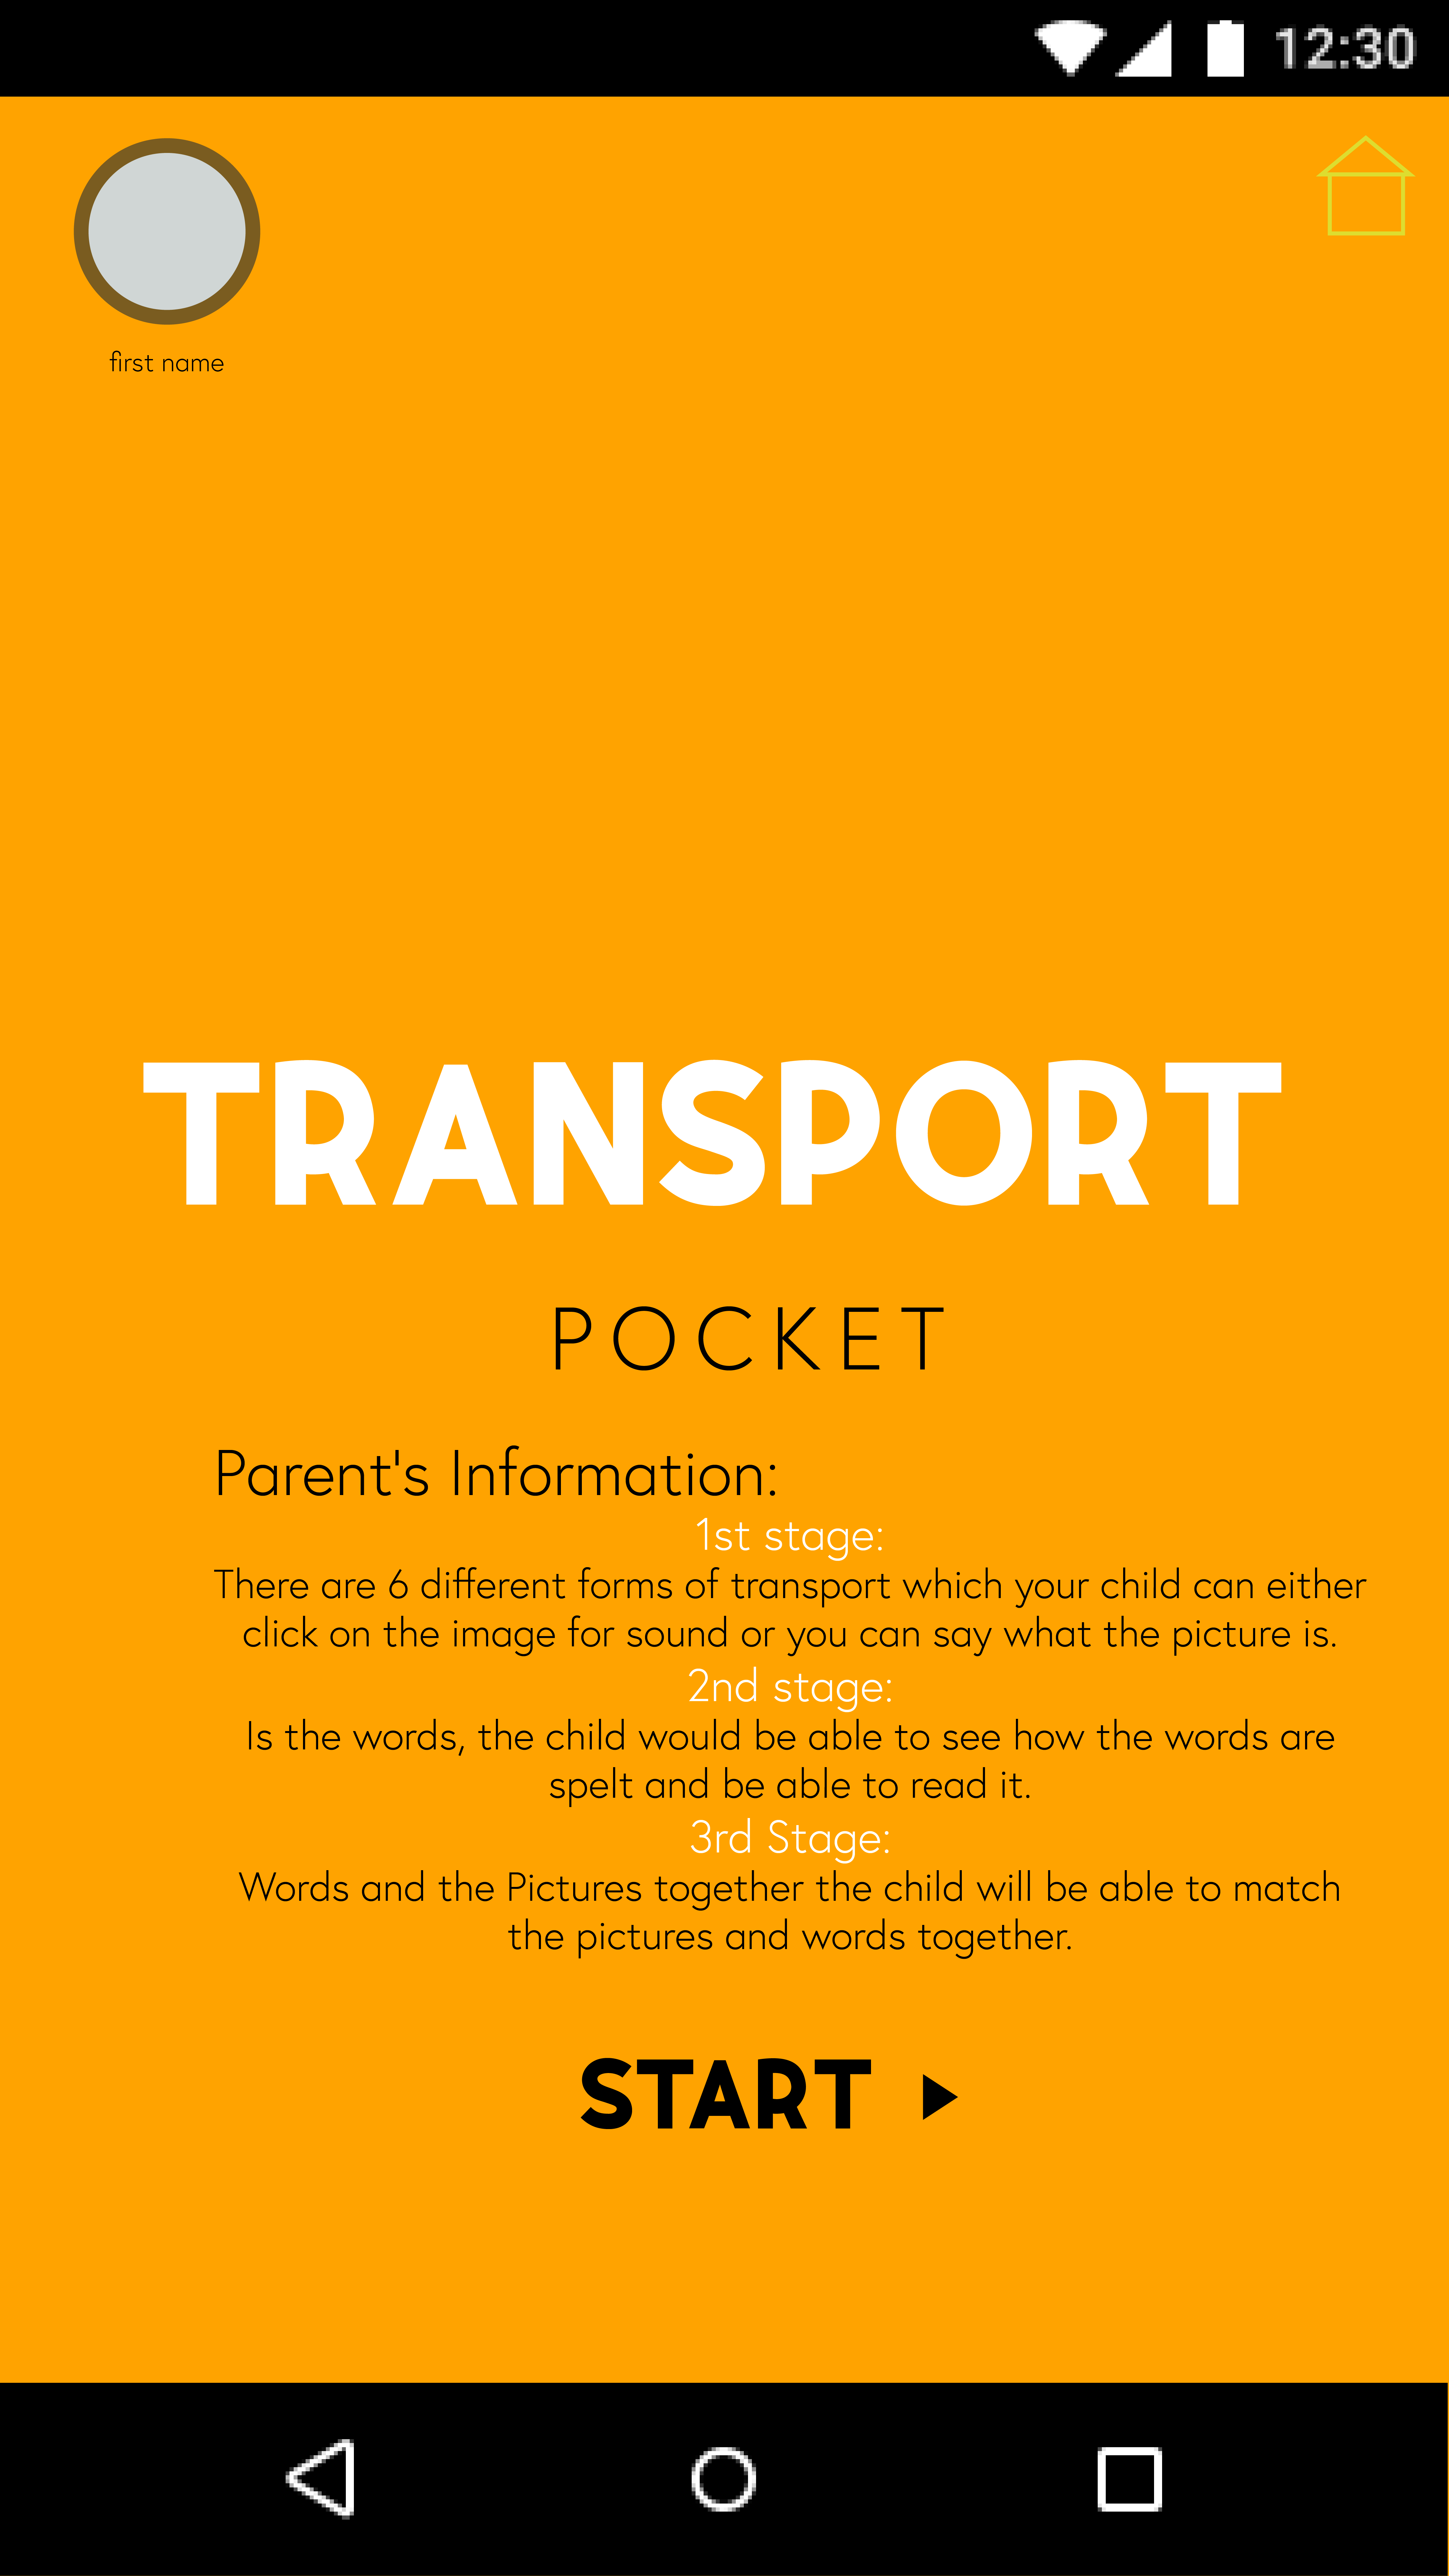 12:30
first name
TRANSPORT
POCKET
Parent's Information:
1st stage:
There are 6 different forms of transport which your child can either
click on the image for sound or you can say what the picture is.
2nd stage:
Is the words, the child would be able to see how the words are
spelt and be able to read it.
3rd Stage:
Words and the Pictures together the child will be able to match
the pictures and words together.
START